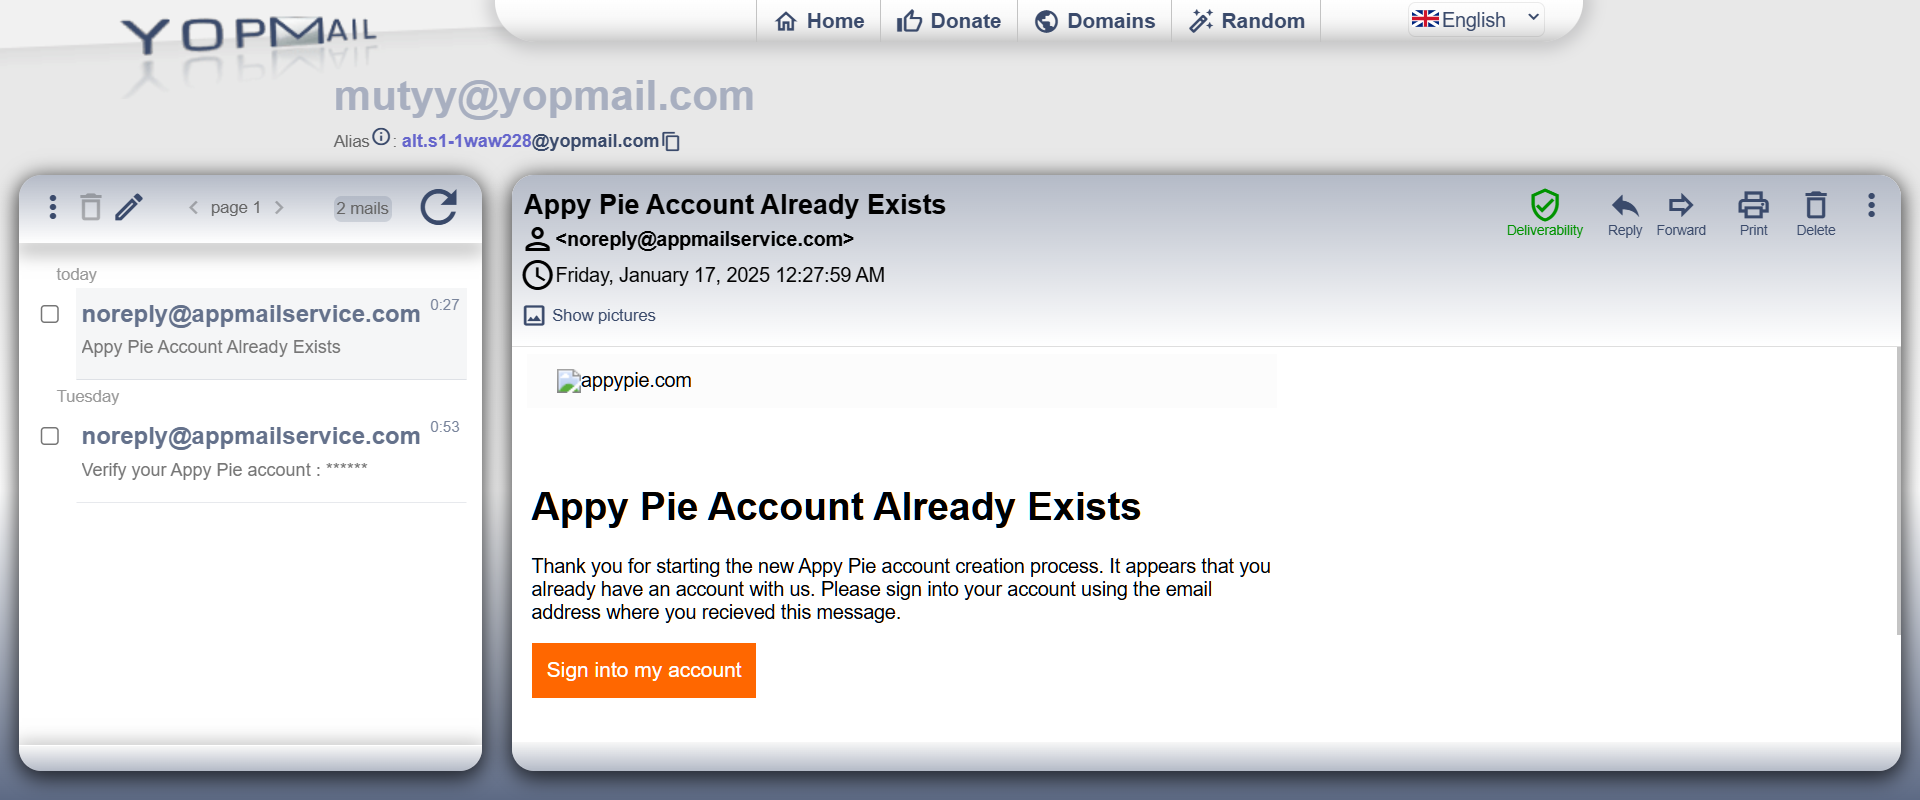 YOPMAIL
Home
Donate
Domains
Random
English
mutyy@yopmail.com
Alias : alt.s1-1waw228@yopmail.com
page 1
2 mails
today
noreply@appmailservice.com 0:27
Appy Pie Account Already Exists
Tuesday
noreply@appmailservice.com 0:53
Verify your Appy Pie account : ******
Appy Pie Account Already Exists
<noreply@appmailservice.com>
Friday, January 17, 2025 12:27:59 AM
Show pictures
Deliverability
Reply
Forward
Print
Delete
appypie.com
Appy Pie Account Already Exists
Thank you for starting the new Appy Pie account creation process. It appears that you
already have an account with us. Please sign into your account using the email
address where you recieved this message.
Sign into my account